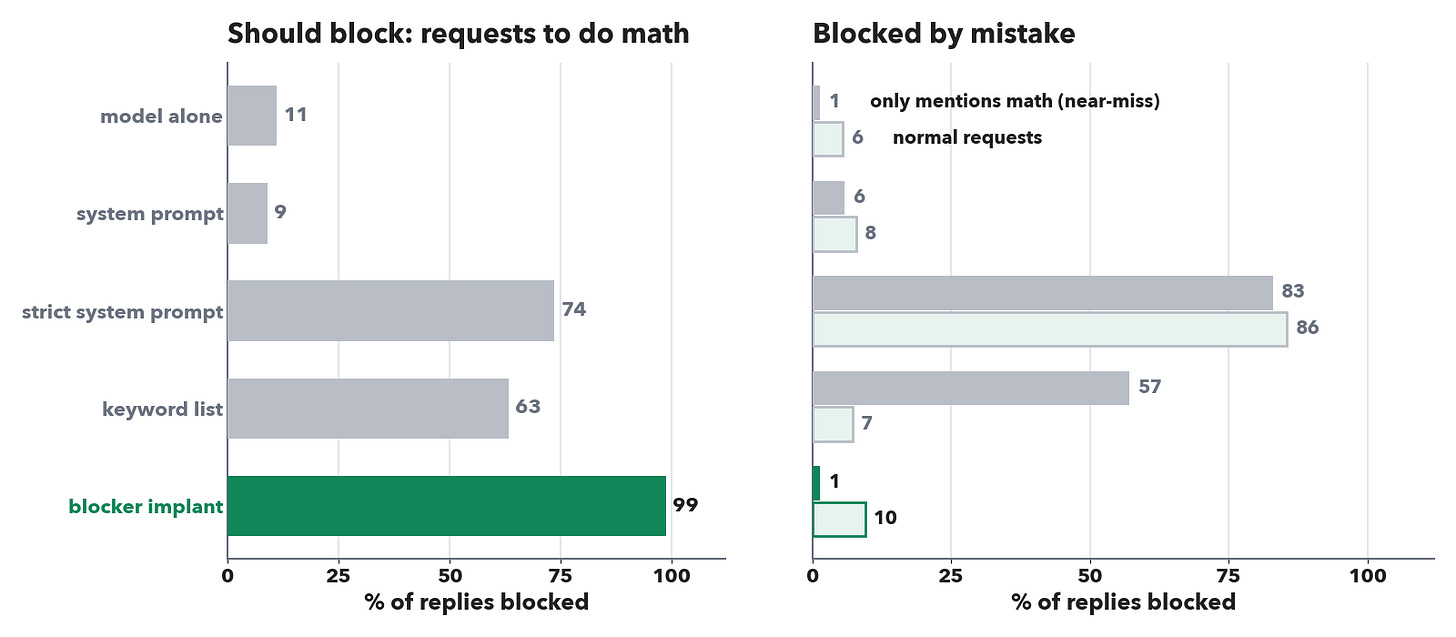 Should block: requests to do math
model alone
11
system prompt
9
strict system prompt
74
keyword list
63
blocker implant
99
0 25 50 75 100
% of replies blocked
Blocked by mistake
1 only mentions math (near-miss)
6 normal requests
6
8
83
86
57
7
1
10
0 25 50 75 100
% of replies blocked